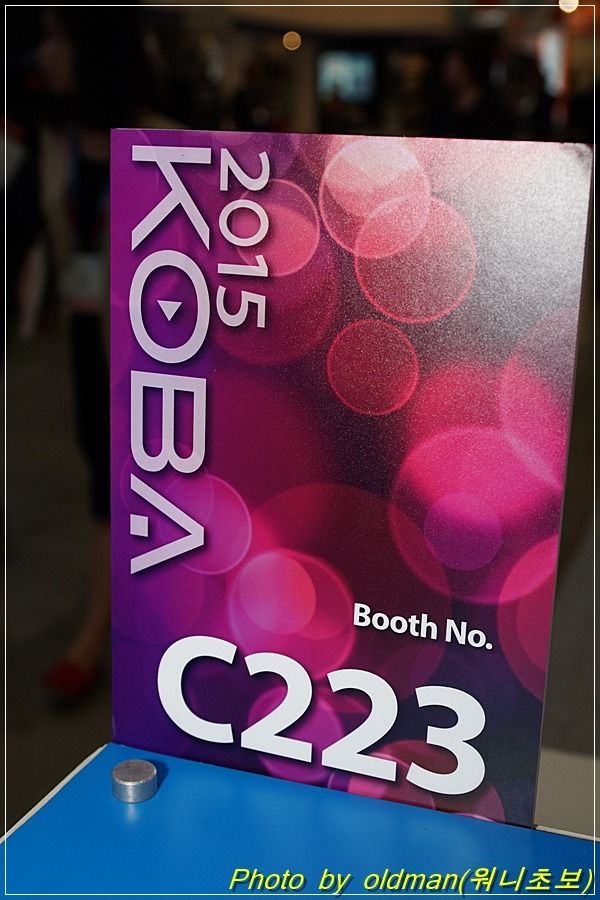 2015
KOBA
Booth No.
C223
Photo by oldman(워니초보)